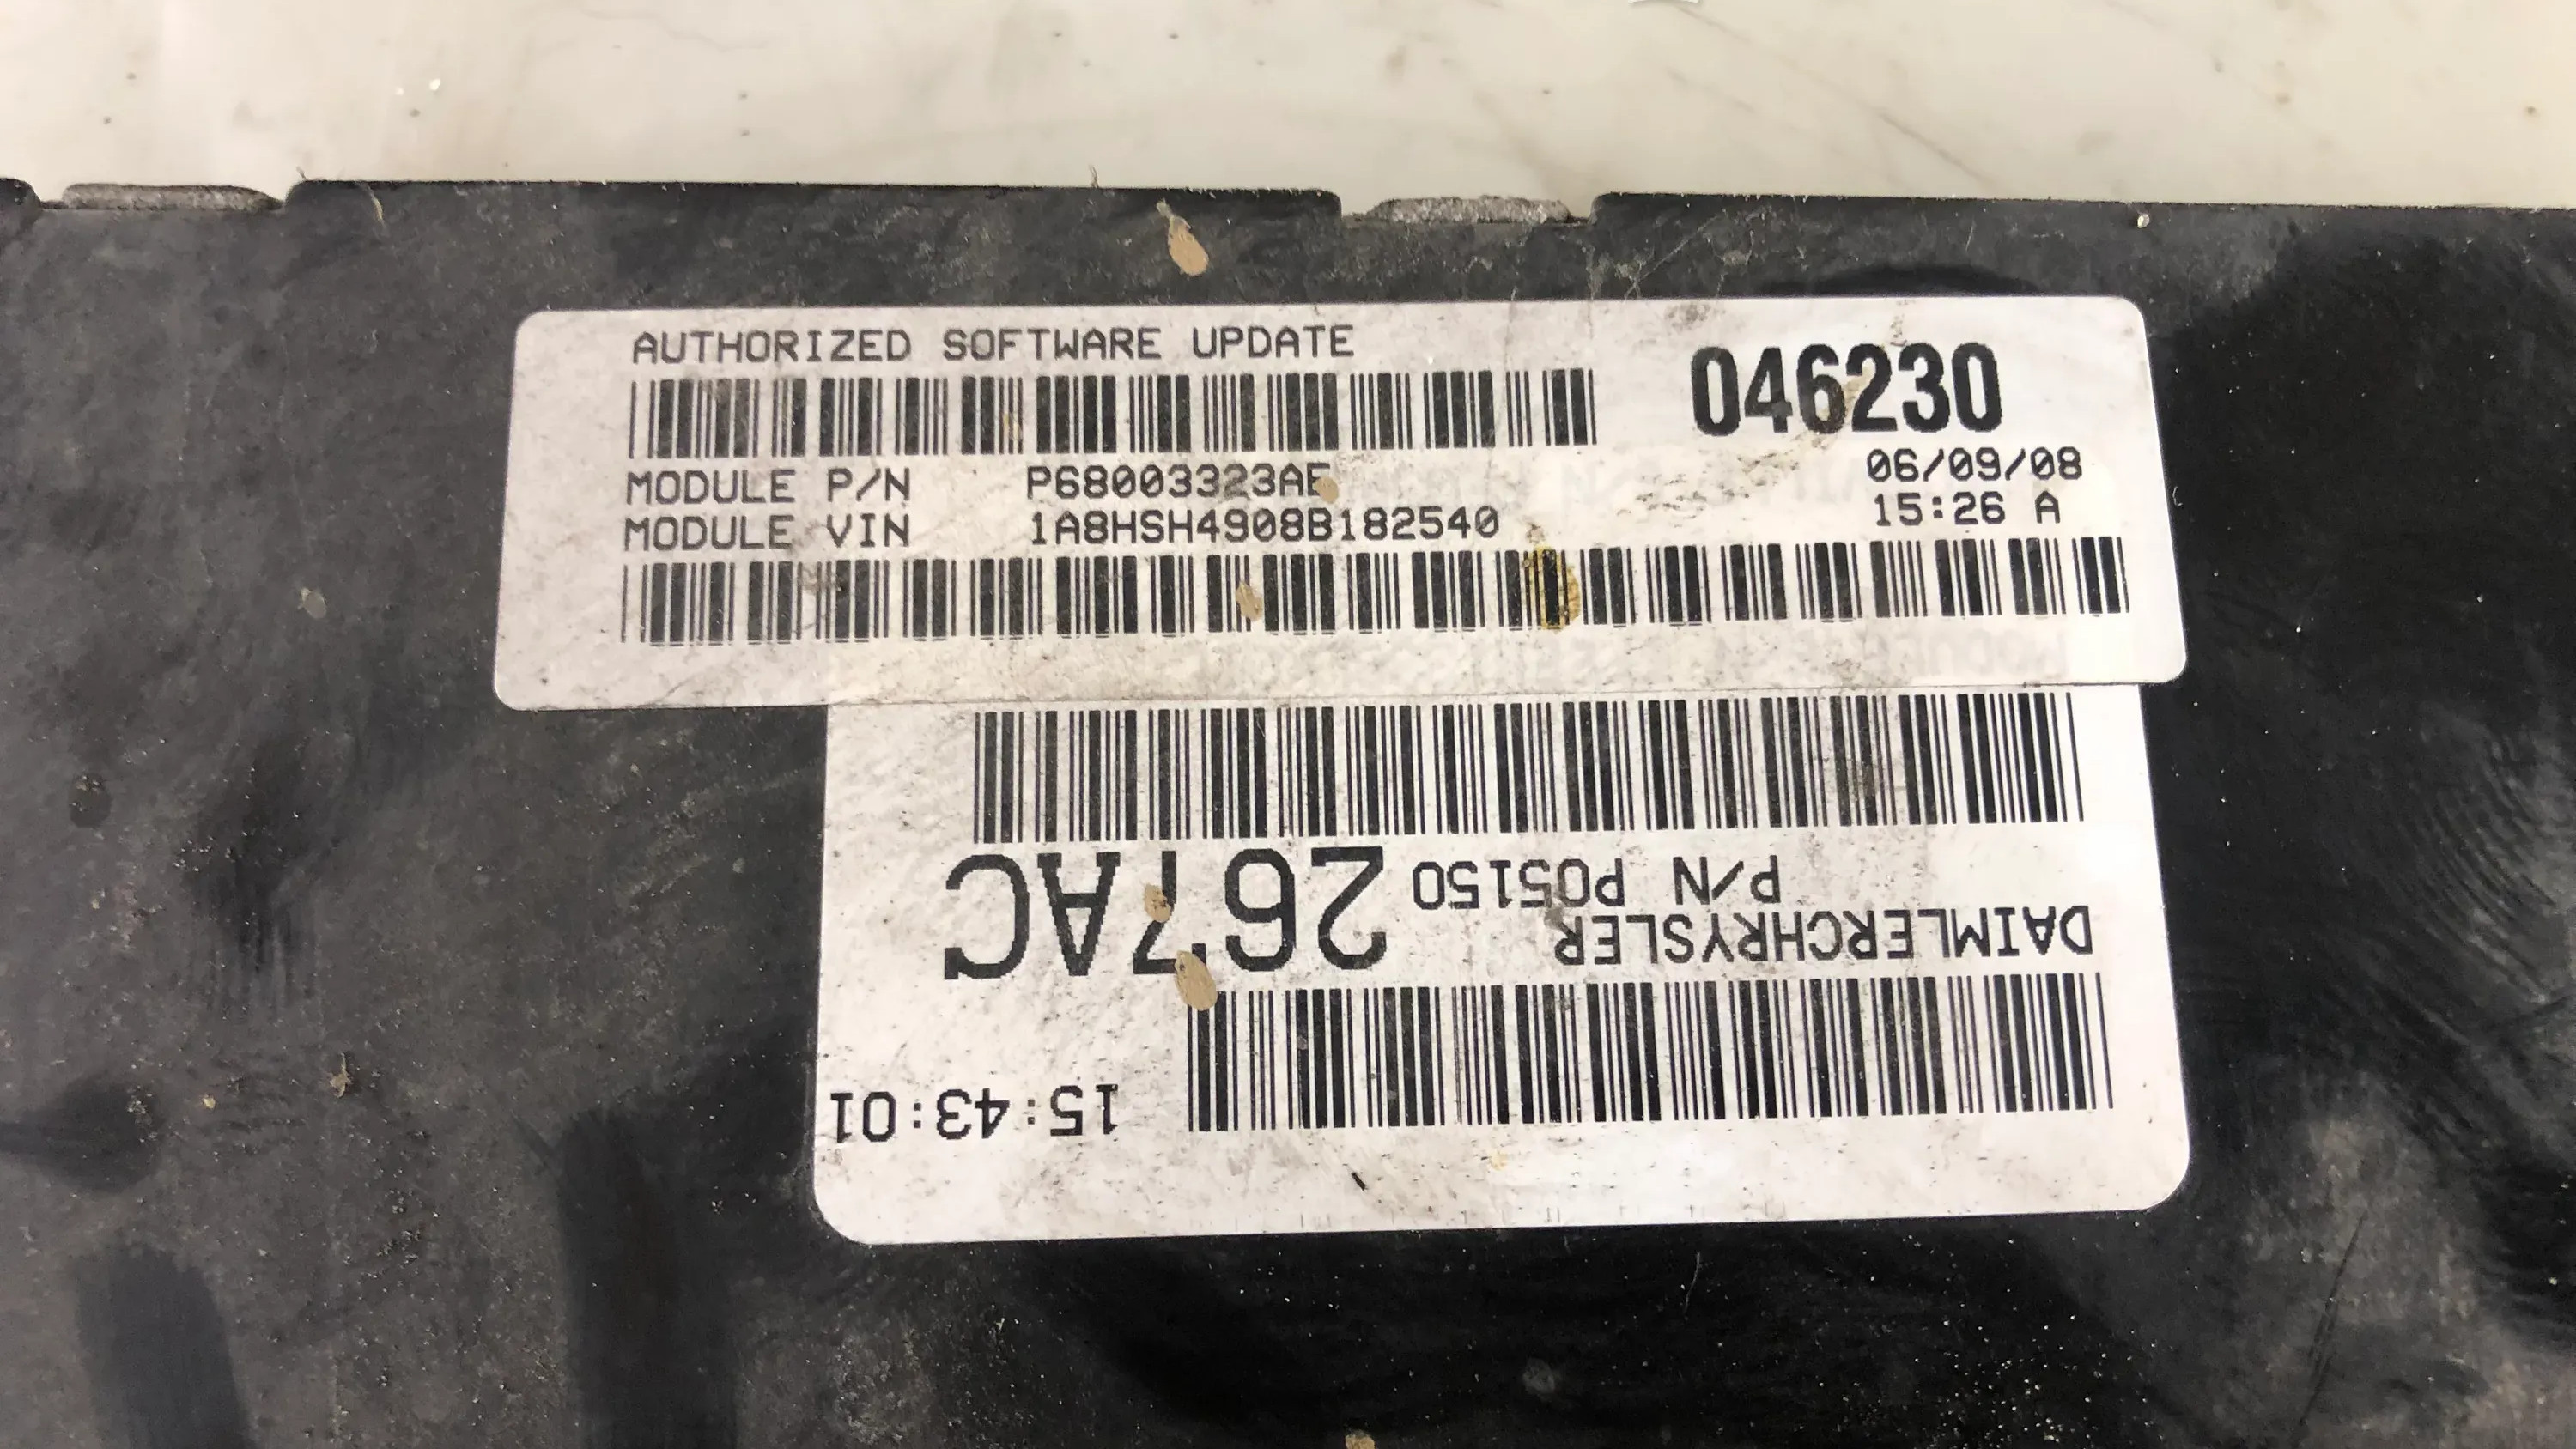 AUTHORIZED SOFTWARE UPDATE
046230
MODULE P/N P68003323AE
06/09/08
MODULE VIN 1A8HSH4908B182540
15:26 A
15:43:01
DAIMLERCHRYSLER
P/N P05150 267AC